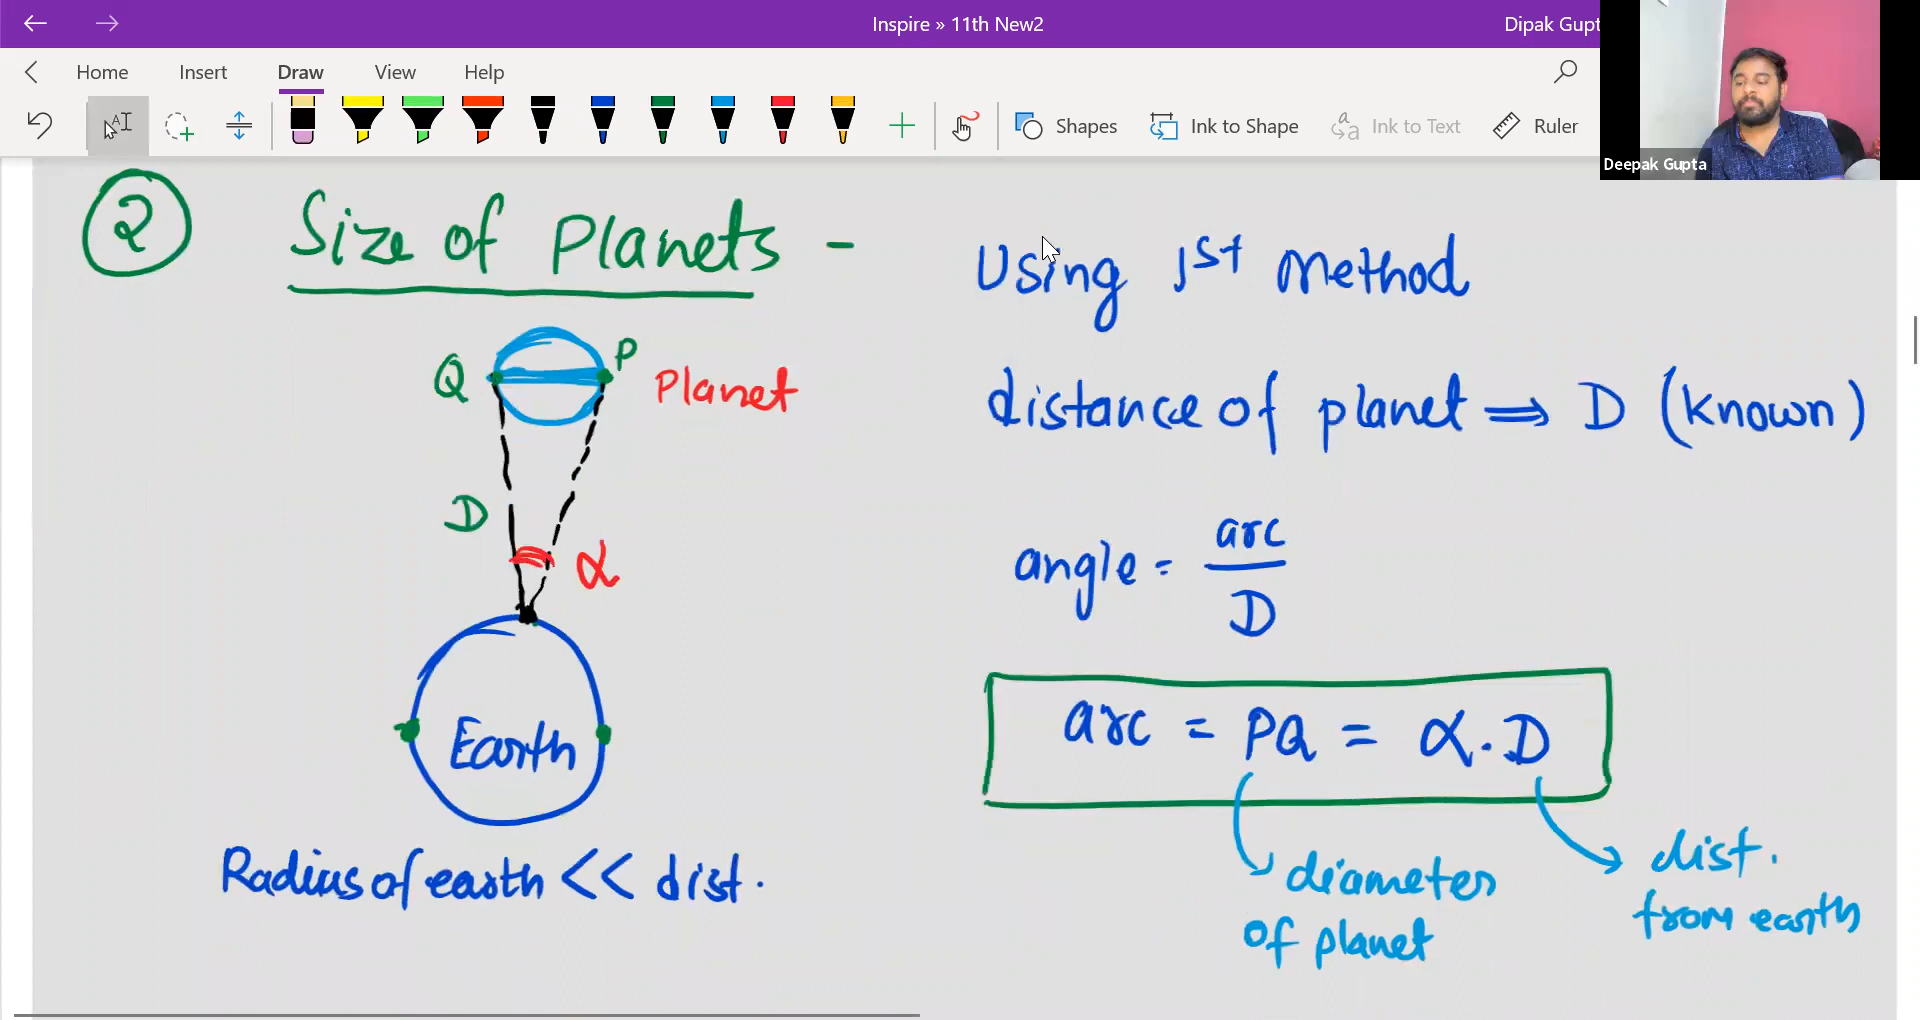 Inspire » 11th New2
Dipak Gupt
Home Insert Draw View Help
Shapes Ink to Shape Ink to Text Ruler
Deepak Gupta
2 Size of Planets -
Using 1st Method
Q P Planet
distance of planet ⟹ D (known)
D
α
angle = arc / D
arc = PQ = α . D
Earth
diameter of planet
dist. from earth
Radius of earth << dist.